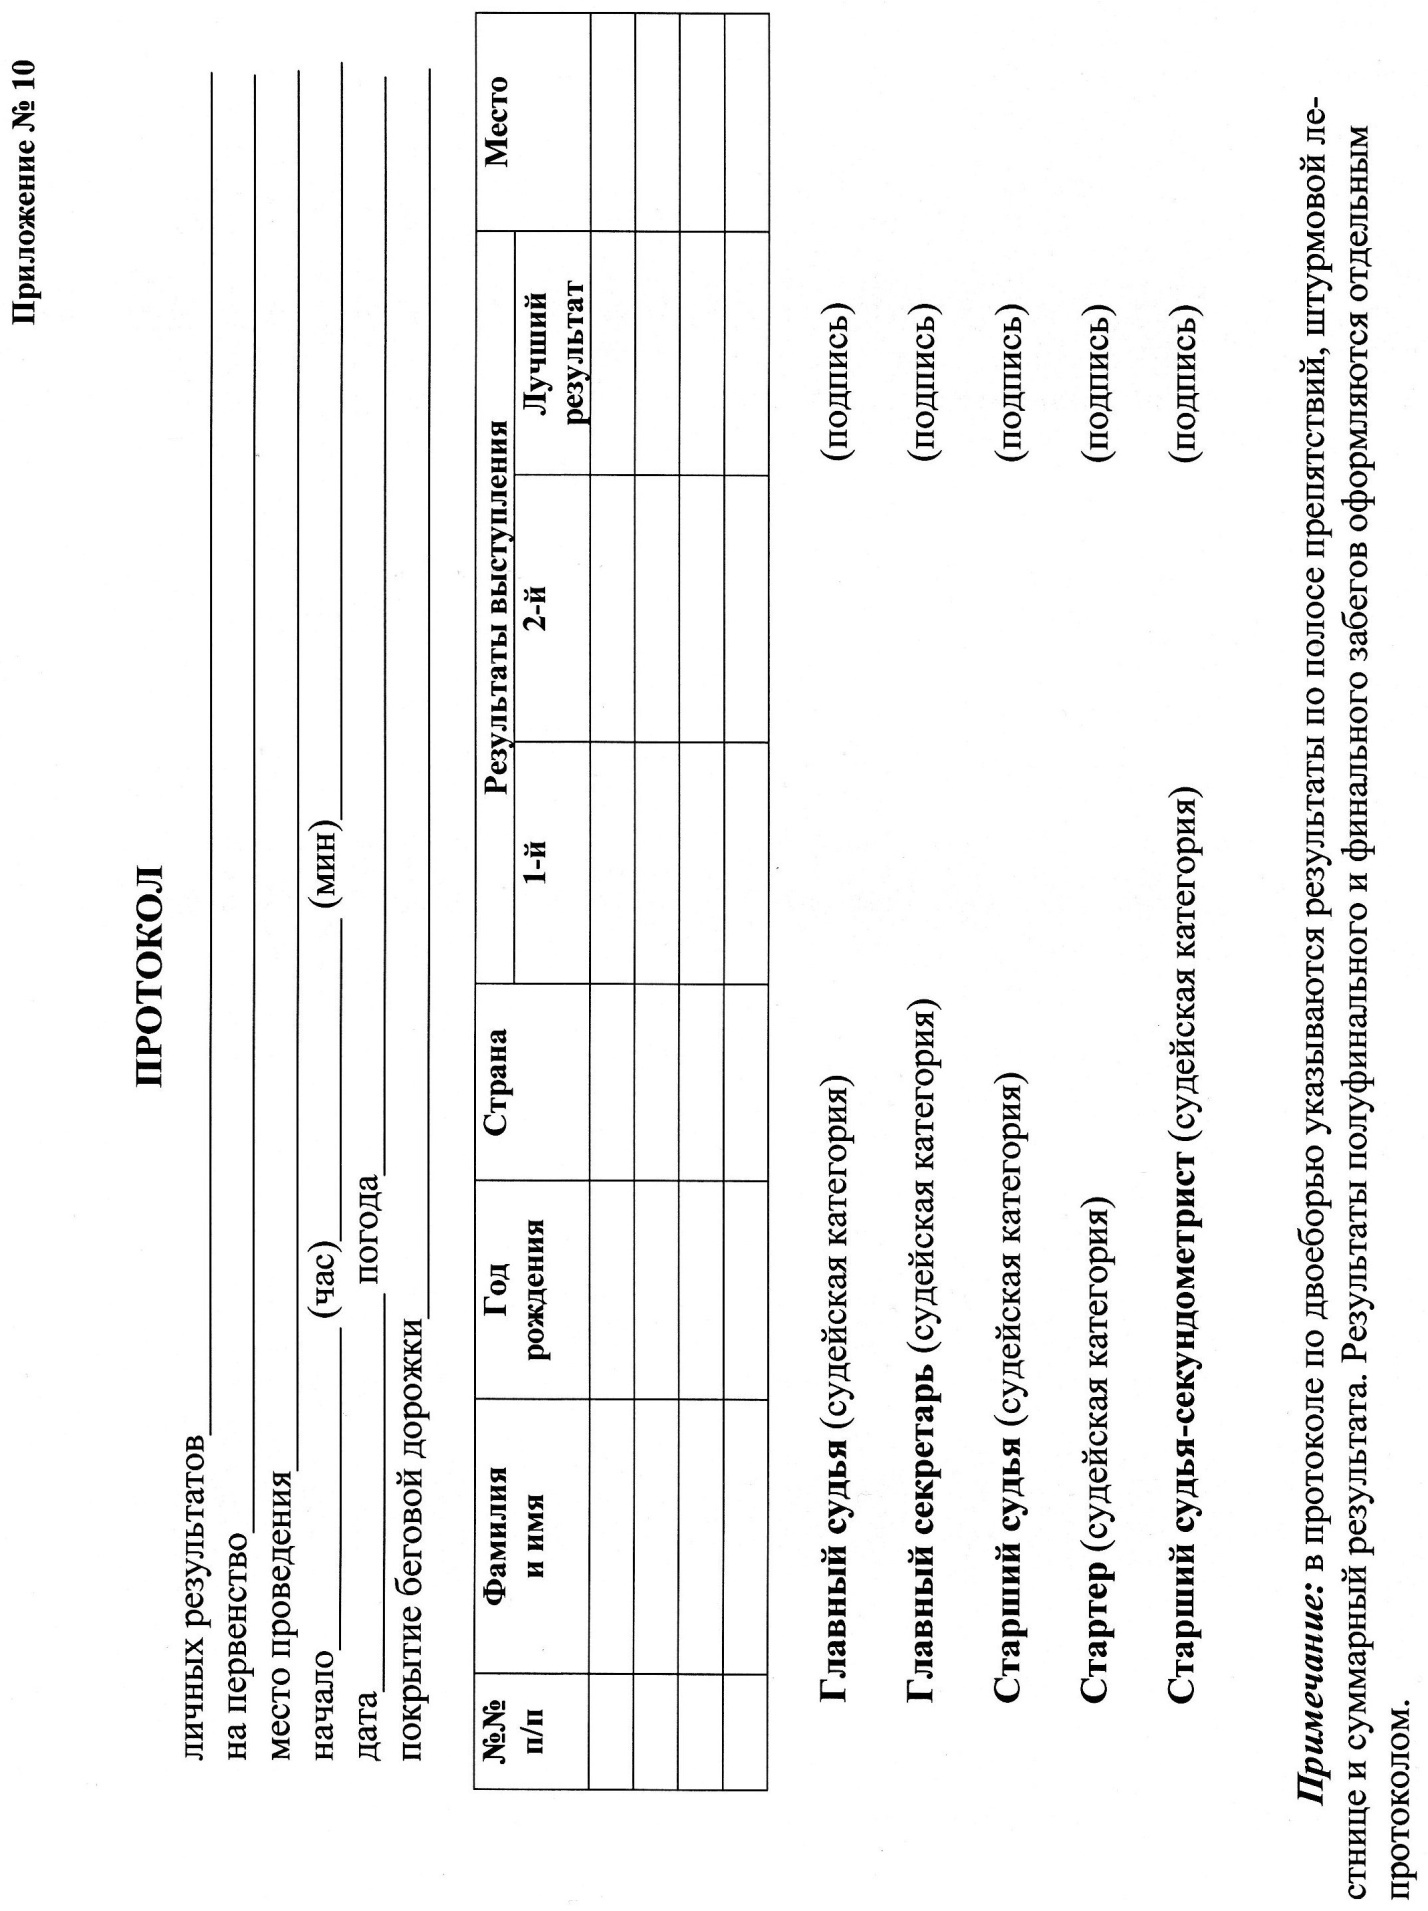 Приложение № 10
ПРОТОКОЛ
личных результатов
на первенство
место проведения
начало (час) (мин)
дата погода
покрытие беговой дорожки
№№ п/п
Фамилия и имя
Год рождения
Страна
Результаты выступления
1-й
2-й
Лучший результат
Место
Главный судья (судейская категория) (подпись)
Главный секретарь (судейская категория) (подпись)
Старший судья (судейская категория) (подпись)
Стартер (судейская категория) (подпись)
Старший судья-секундометрист (судейская категория) (подпись)
Примечание: в протоколе по двоеборью указываются результаты по полосе препятствий, штурмовой ле-
стнице и суммарный результата. Результаты полуфинального и финального забегов оформляются отдельным
протоколом.